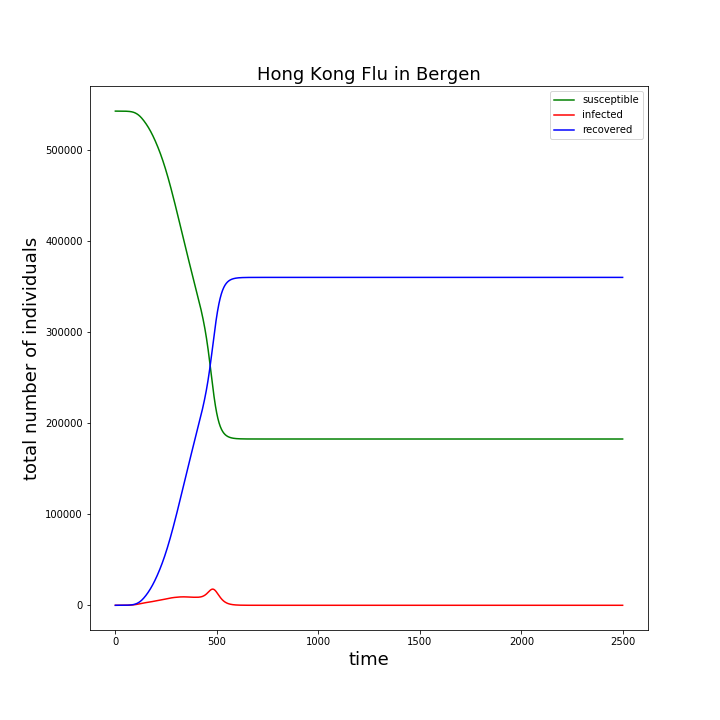 Hong Kong Flu in Bergen
susceptible
infected
recovered
total number of individuals
500000
400000
300000
200000
100000
0
0 500 1000 1500 2000 2500
time